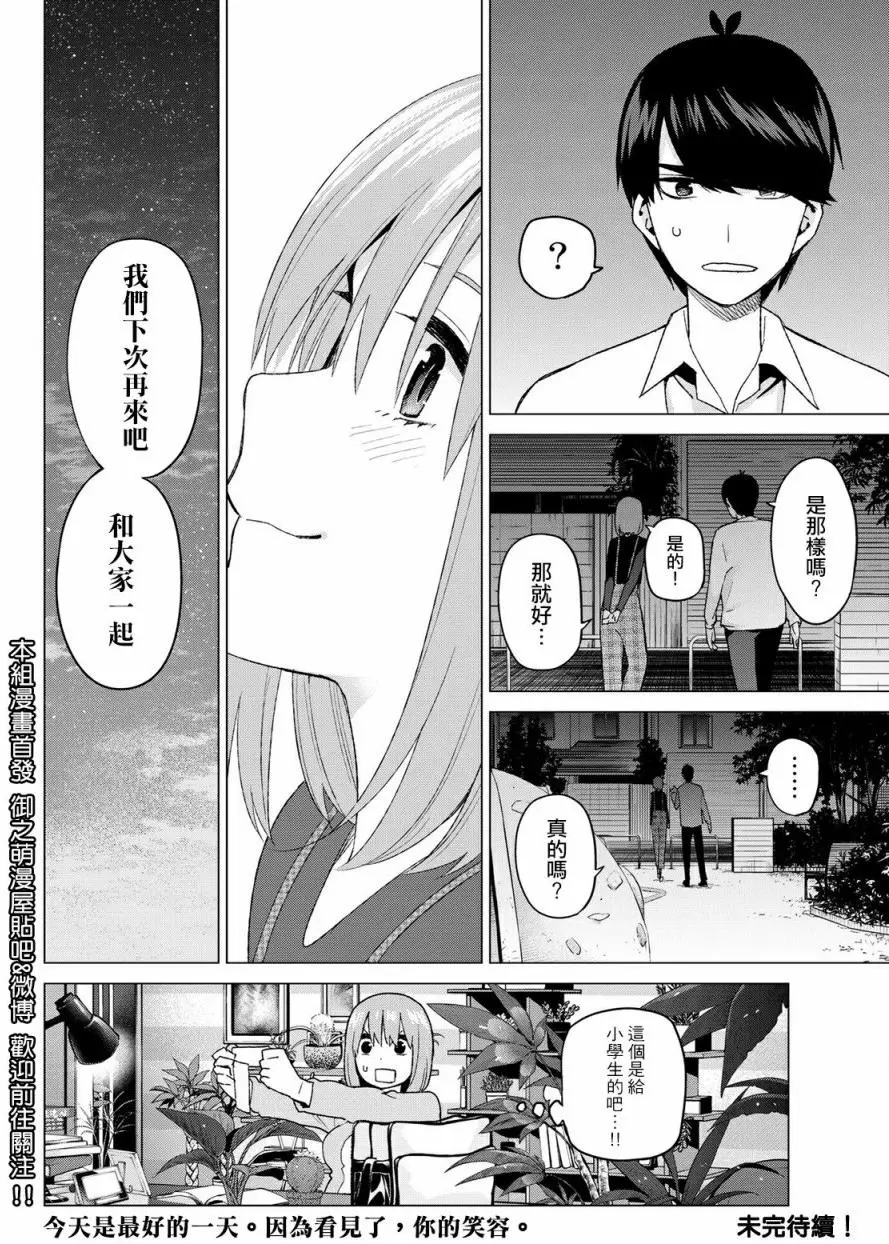 ?
是那樣嗎?
是的!
那就好…
……
真的嗎?
我們下次再來吧
和大家一起
這個是給
小學生的吧…!!
今天是最好的一天。因為看見了,你的笑容。
未完待續!
本組漫畫首發 御之萌漫屋貼吧&微博 歡迎前往關注!!